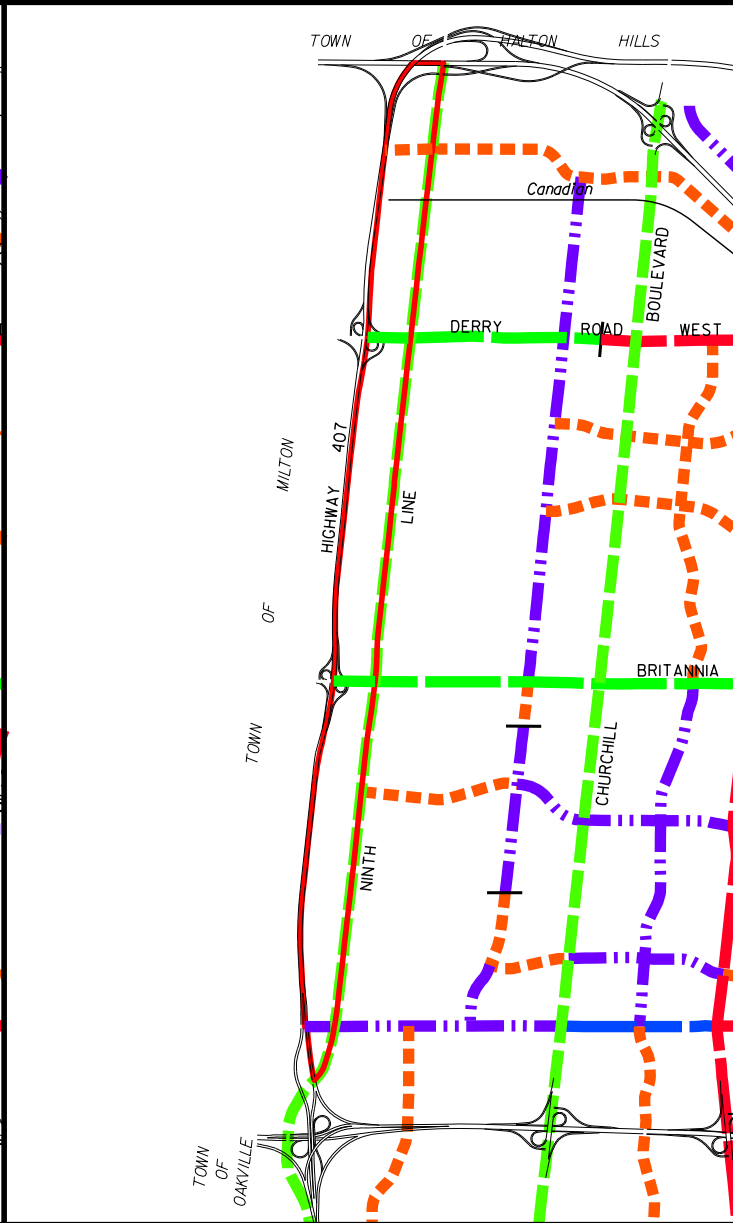 TOWN OF HALTON HILLS
Canadian
BOULEVARD
DERRY ROAD WEST
HIGHWAY 407
MILTON
LINE
OF
BRITANNIA
TOWN
CHURCHILL
NINTH
TOWN
OF
OAKVILLE